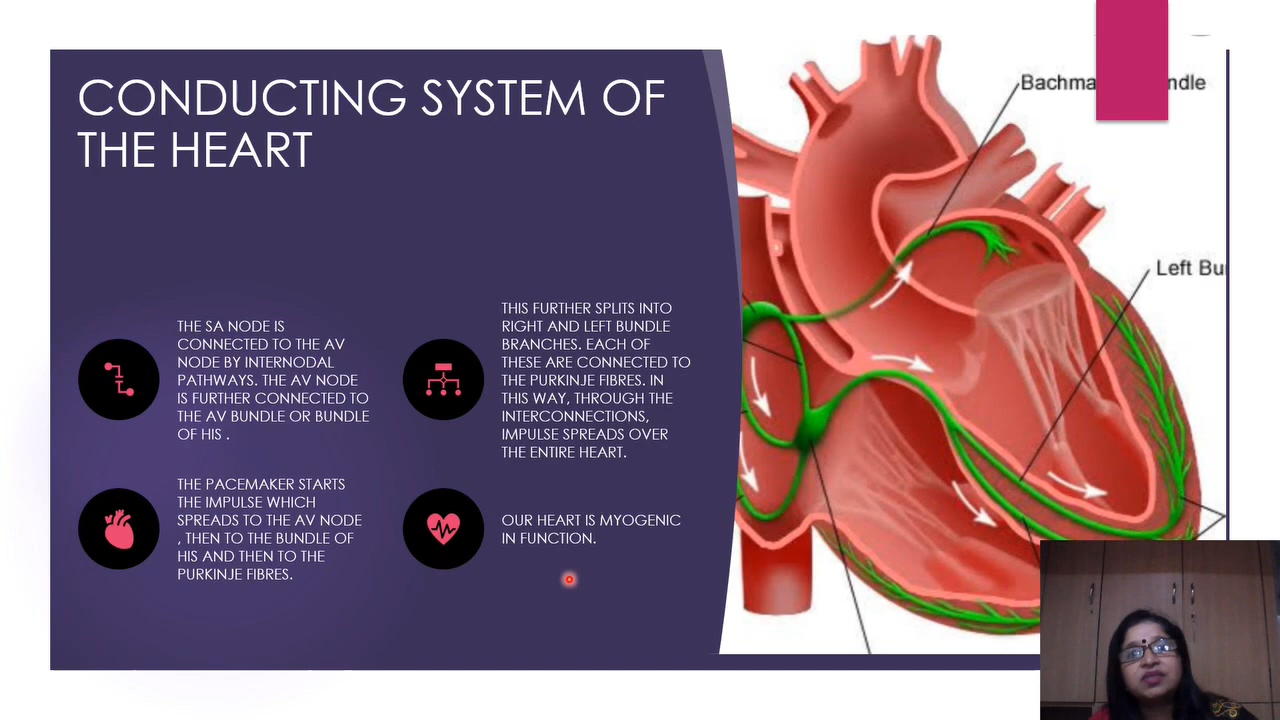 CONDUCTING SYSTEM OF
THE HEART
THE SA NODE IS
CONNECTED TO THE AV
NODE BY INTERNODAL
PATHWAYS. THE AV NODE
IS FURTHER CONNECTED TO
THE AV BUNDLE OR BUNDLE
OF HIS .
THIS FURTHER SPLITS INTO
RIGHT AND LEFT BUNDLE
BRANCHES. EACH OF
THESE ARE CONNECTED TO
THE PURKINJE FIBRES. IN
THIS WAY, THROUGH THE
INTERCONNECTIONS,
IMPULSE SPREADS OVER
THE ENTIRE HEART.
THE PACEMAKER STARTS
THE IMPULSE WHICH
SPREADS TO THE AV NODE
, THEN TO THE BUNDLE OF
HIS AND THEN TO THE
PURKINJE FIBRES.
OUR HEART IS MYOGENIC
IN FUNCTION.
Left